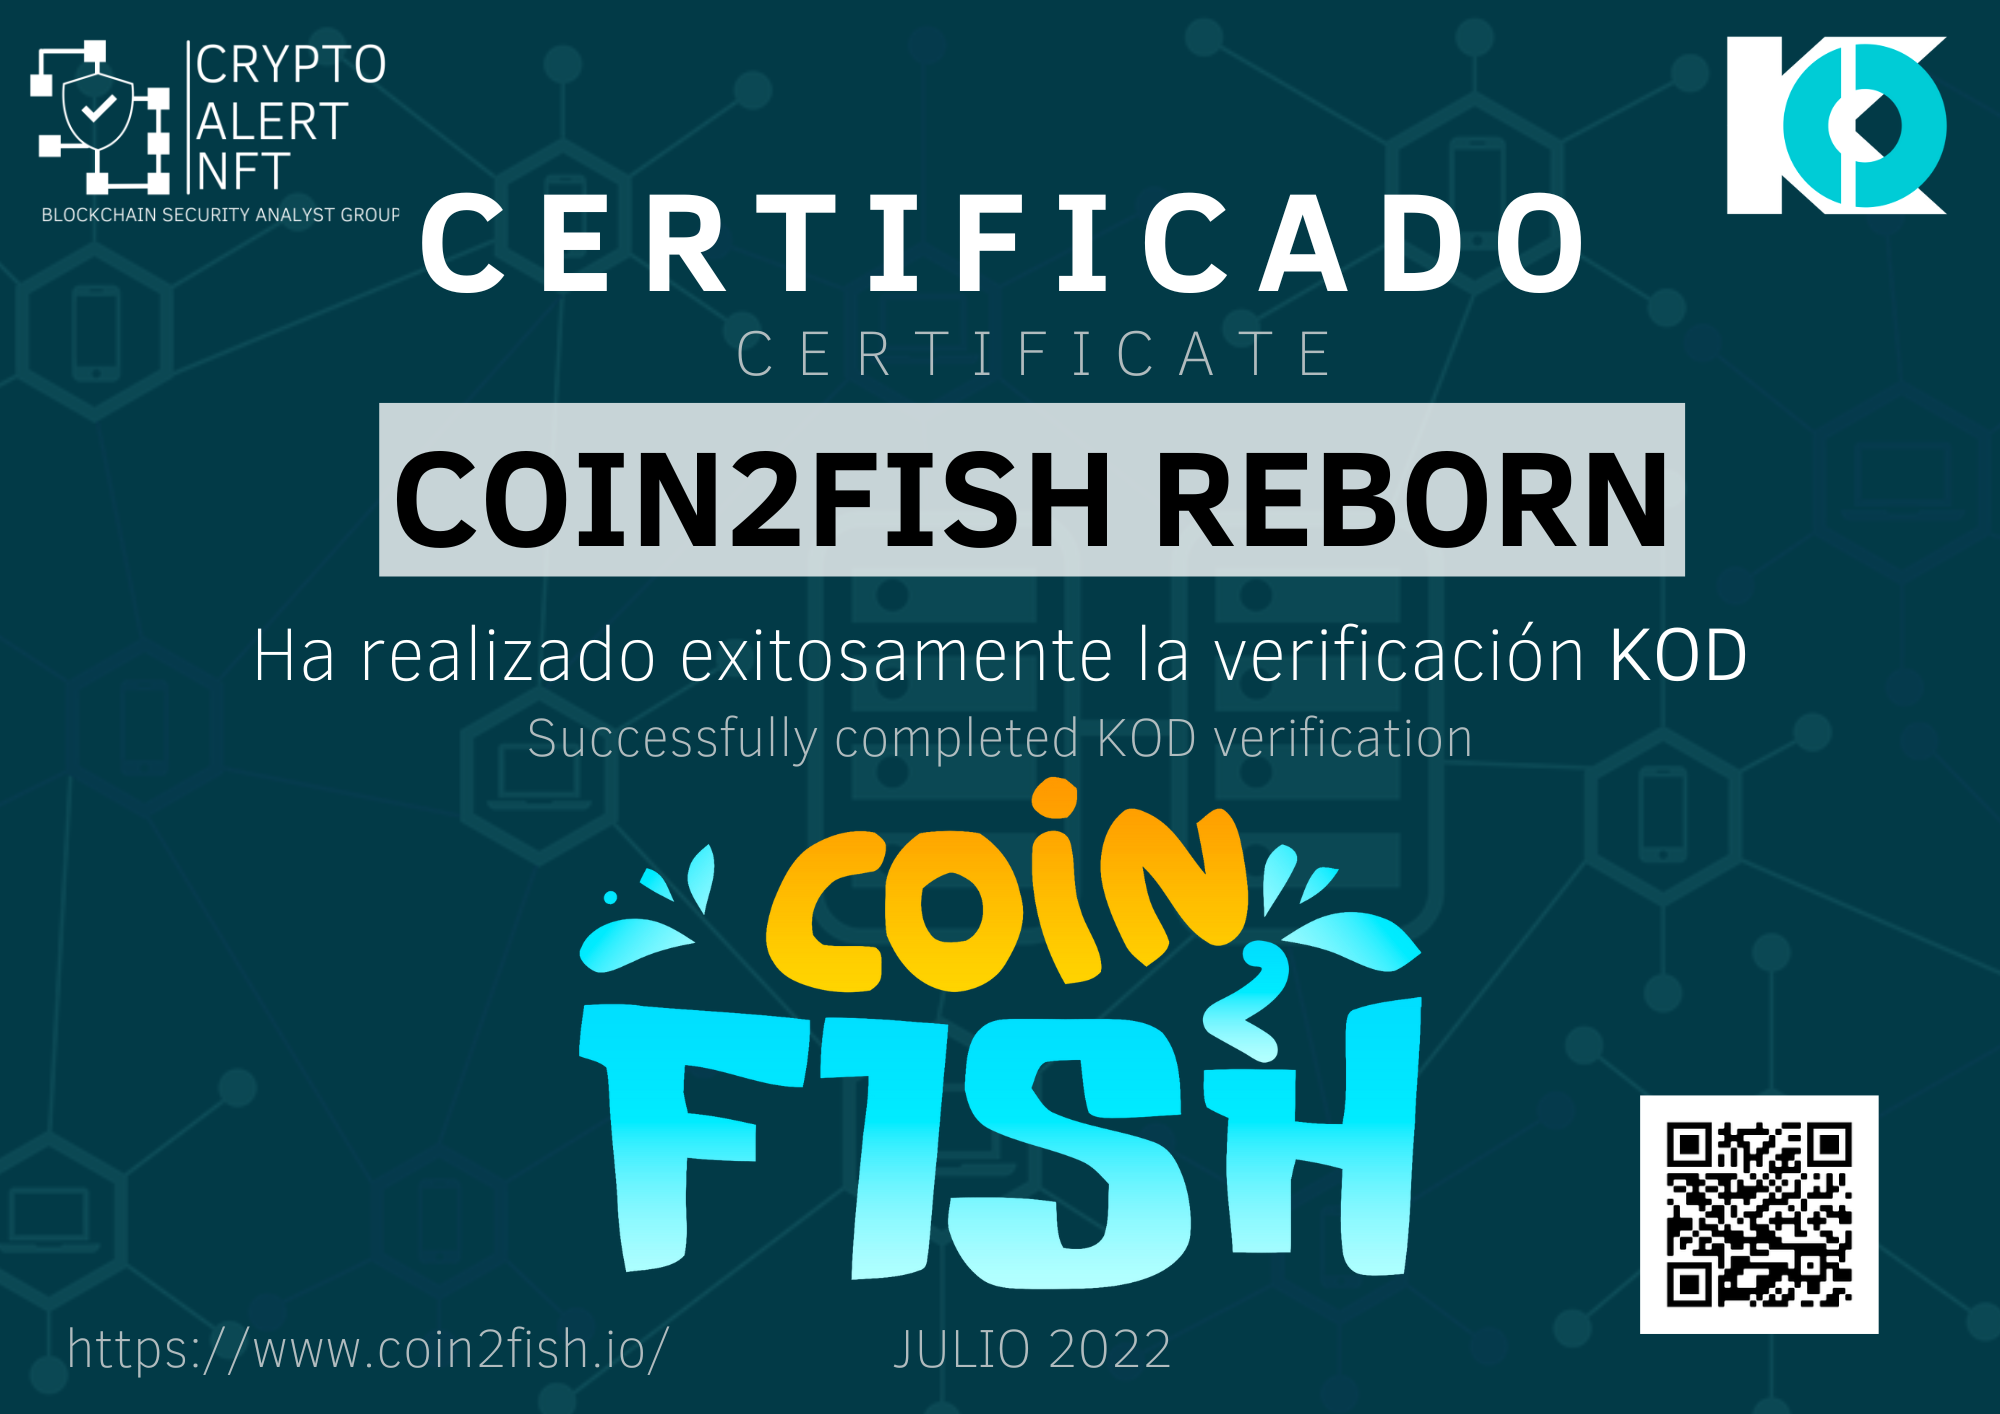 CRYPTO
ALERT
NFT
BLOCKCHAIN SECURITY ANALYST GROUP
KO
CERTIFICADO
CERTIFICATE
COIN2FISH REBORN
Ha realizado exitosamente la verificación KOD
Successfully completed KOD verification
COiN
2
FISH
https://www.coin2fish.io/
JULIO 2022